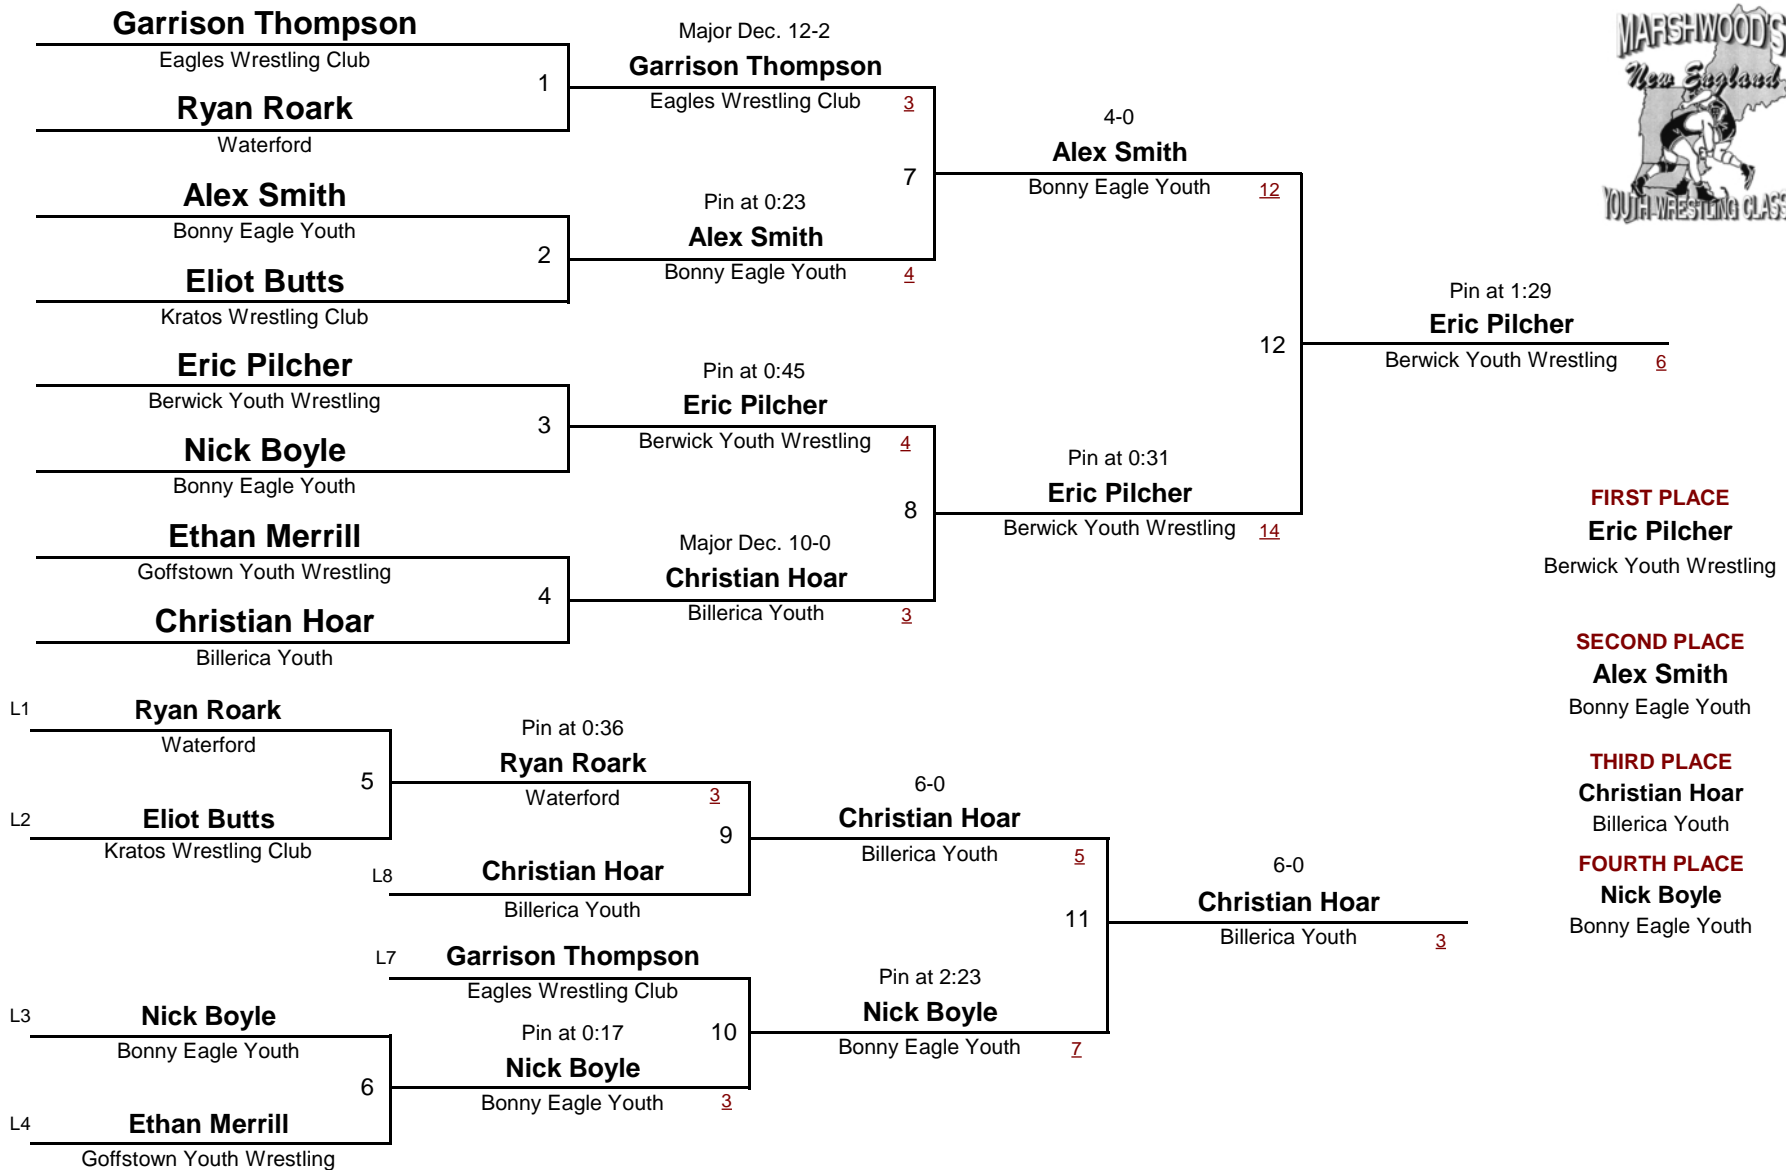 Garrison Thompson
Eagles Wrestling Club
1
Ryan Roark
Waterford
Alex Smith
Bonny Eagle Youth
2
Eliot Butts
Kratos Wrestling Club
Eric Pilcher
Berwick Youth Wrestling
3
Nick Boyle
Bonny Eagle Youth
Ethan Merrill
Goffstown Youth Wrestling
4
Christian Hoar
Billerica Youth
Major Dec. 12-2
Garrison Thompson
Eagles Wrestling Club 3
7
Pin at 0:23
Alex Smith
Bonny Eagle Youth 4
Pin at 0:45
Eric Pilcher
Berwick Youth Wrestling 4
8
Major Dec. 10-0
Christian Hoar
Billerica Youth 3
4-0
Alex Smith
Bonny Eagle Youth 12
12
Pin at 0:31
Eric Pilcher
Berwick Youth Wrestling 14
Pin at 1:29
Eric Pilcher
Berwick Youth Wrestling 6
MARSHWOOD'S
New England
YOUTH WRESTLING CLASS
FIRST PLACE
Eric Pilcher
Berwick Youth Wrestling
SECOND PLACE
Alex Smith
Bonny Eagle Youth
THIRD PLACE
Christian Hoar
Billerica Youth
FOURTH PLACE
Nick Boyle
Bonny Eagle Youth
L1 Ryan Roark
Waterford
5
L2 Eliot Butts
Kratos Wrestling Club
Pin at 0:36
Ryan Roark
Waterford 3
9
L8 Christian Hoar
Billerica Youth
L7 Garrison Thompson
Eagles Wrestling Club
10
L3 Nick Boyle
Bonny Eagle Youth
6
L4 Ethan Merrill
Goffstown Youth Wrestling
Pin at 0:17
Nick Boyle
Bonny Eagle Youth 3
6-0
Christian Hoar
Billerica Youth 5
11
Pin at 2:23
Nick Boyle
Bonny Eagle Youth 7
6-0
Christian Hoar
Billerica Youth 3